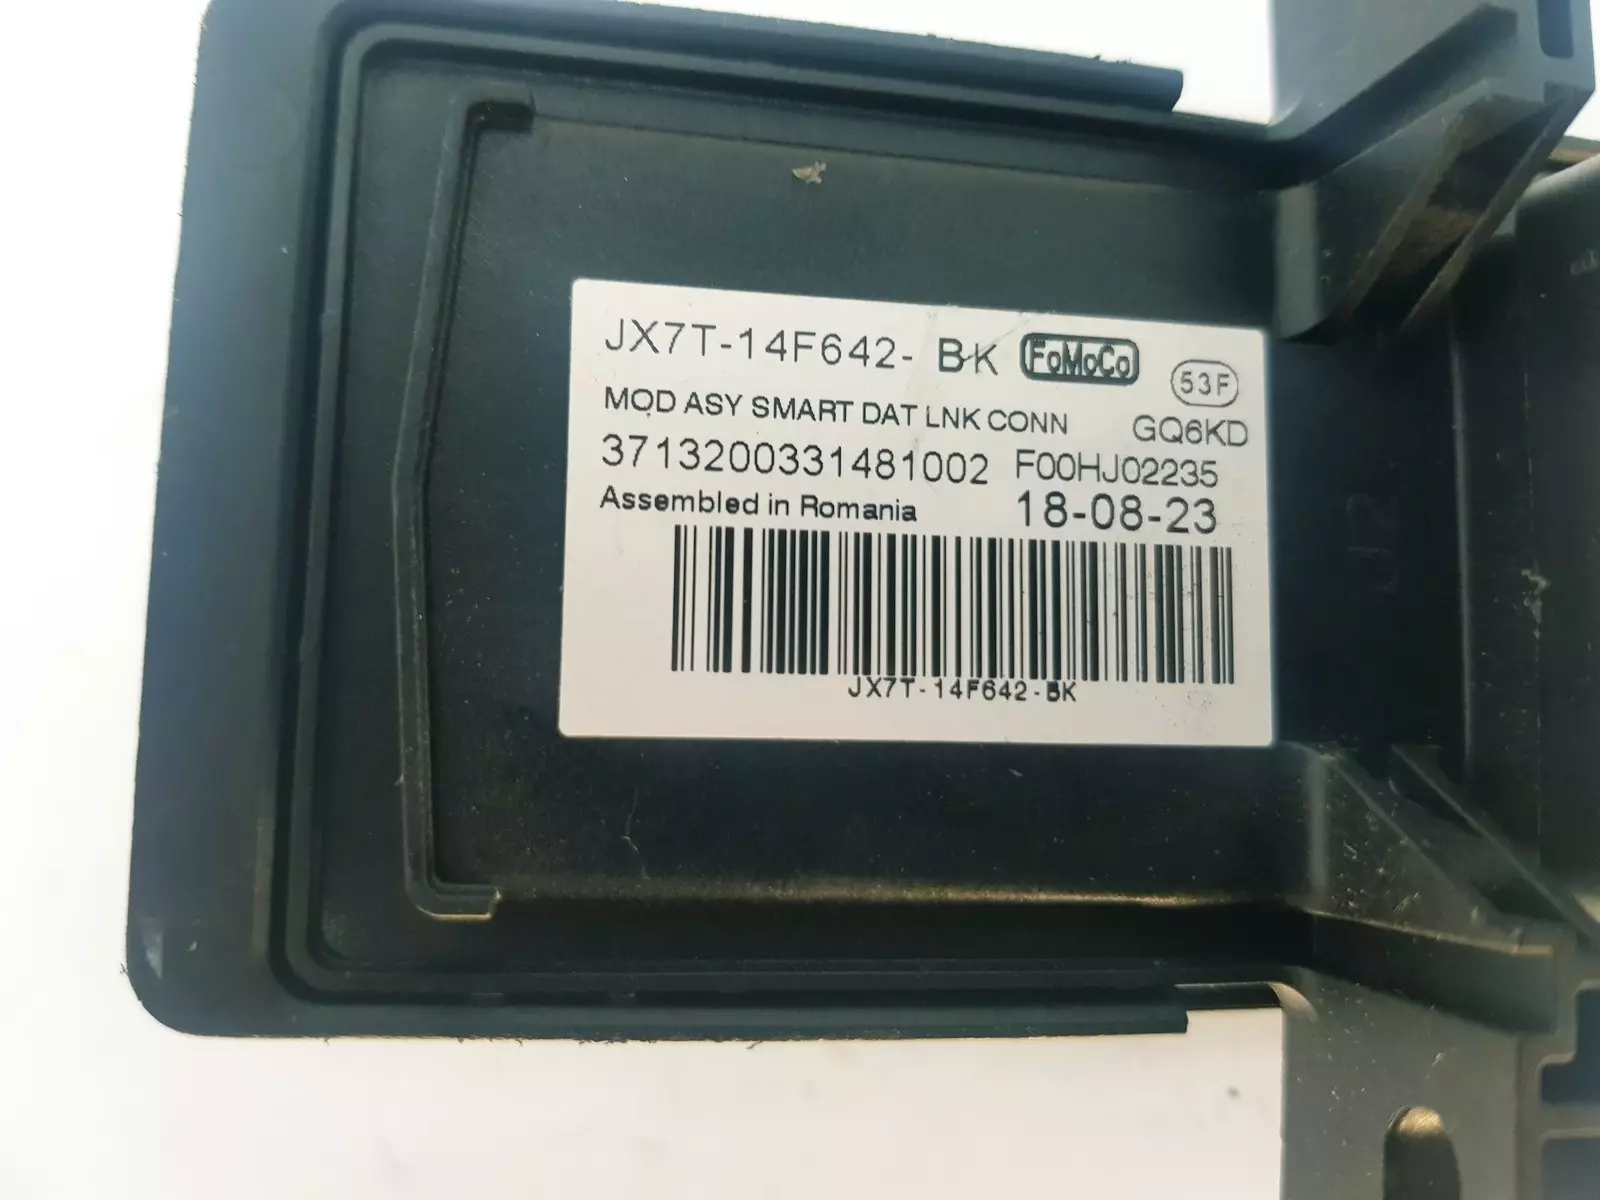 JX7T-14F642- BK FoMoCo 53F
MOD ASY SMART DAT LNK CONN GQ6KD
3713200331481002 F00HJ02235
Assembled in Romania 18-08-23
JX7T-14F642-BK